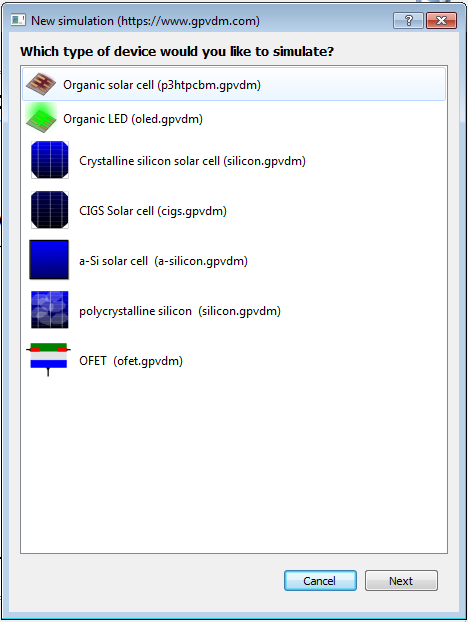 New simulation (https://www.gpvdm.com)
Which type of device would you like to simulate?
Organic solar cell (p3htpcbm.gpvdm)
Organic LED (oled.gpvdm)
Crystalline silicon solar cell (silicon.gpvdm)
CIGS Solar cell (cigs.gpvdm)
a-Si solar cell (a-silicon.gpvdm)
polycrystalline silicon (silicon.gpvdm)
OFET (ofet.gpvdm)
Cancel Next